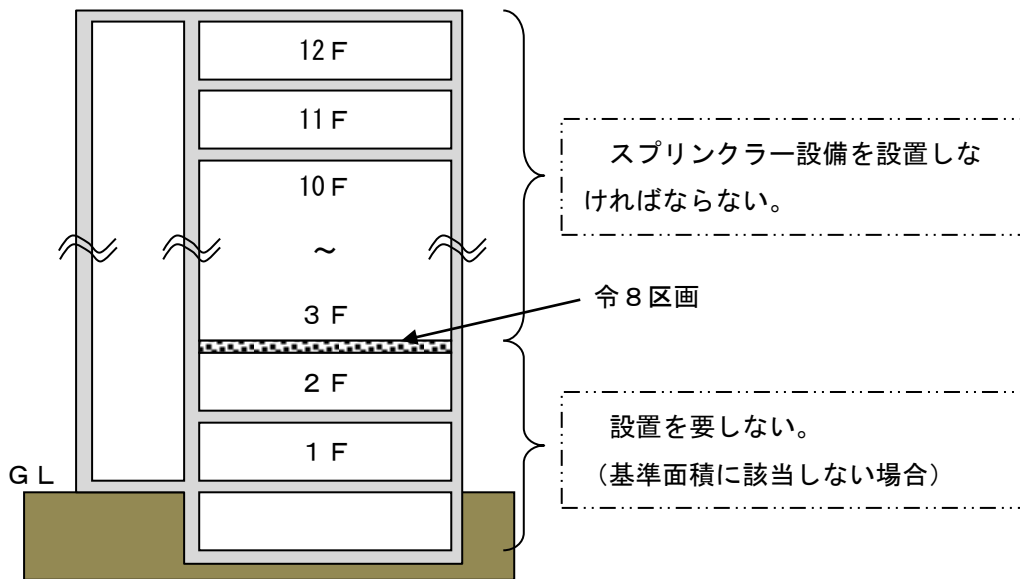 12Ｆ
11Ｆ
スプリンクラー設備を設置しな
ければならない。
10Ｆ
～
令８区画
３Ｆ
２Ｆ
設置を要しない。
（基準面積に該当しない場合）
１Ｆ
ＧＬ